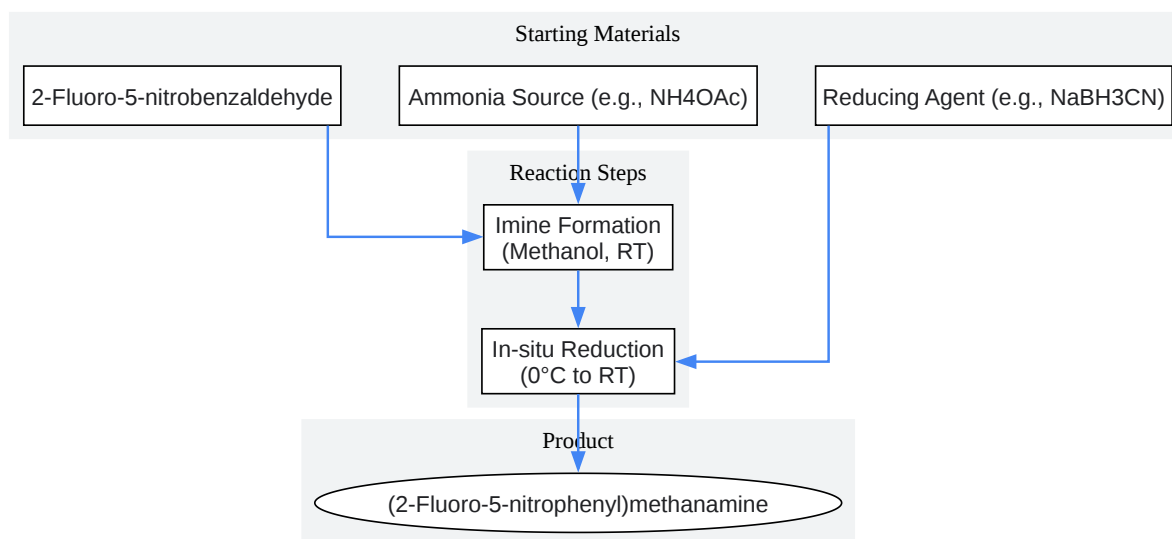 Starting Materials
2-Fluoro-5-nitrobenzaldehyde
Ammonia Source (e.g., NH4OAc)
Reducing Agent (e.g., NaBH3CN)
Reaction Steps
Imine Formation
(Methanol, RT)
In-situ Reduction
(0°C to RT)
Product
(2-Fluoro-5-nitrophenyl)methanamine